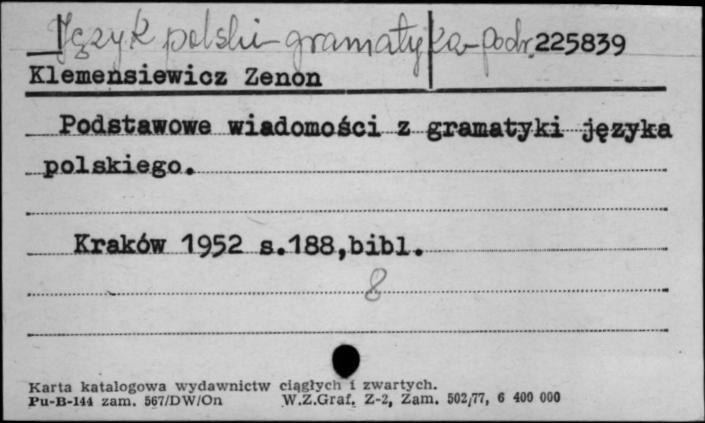 Język polski - gramatyka - podr. 225839
Klemensiewicz Zenon
Podstawowe wiadomości z gramatyki języka
polskiego.
Kraków 1952 s.188,bibl.
8
Karta katalogowa wydawnictw ciągłych i zwartych.
Pu-B-144 zam. 567/DW/On W.Z.Graf. Z-2, Zam. 502/77, 6 400 000